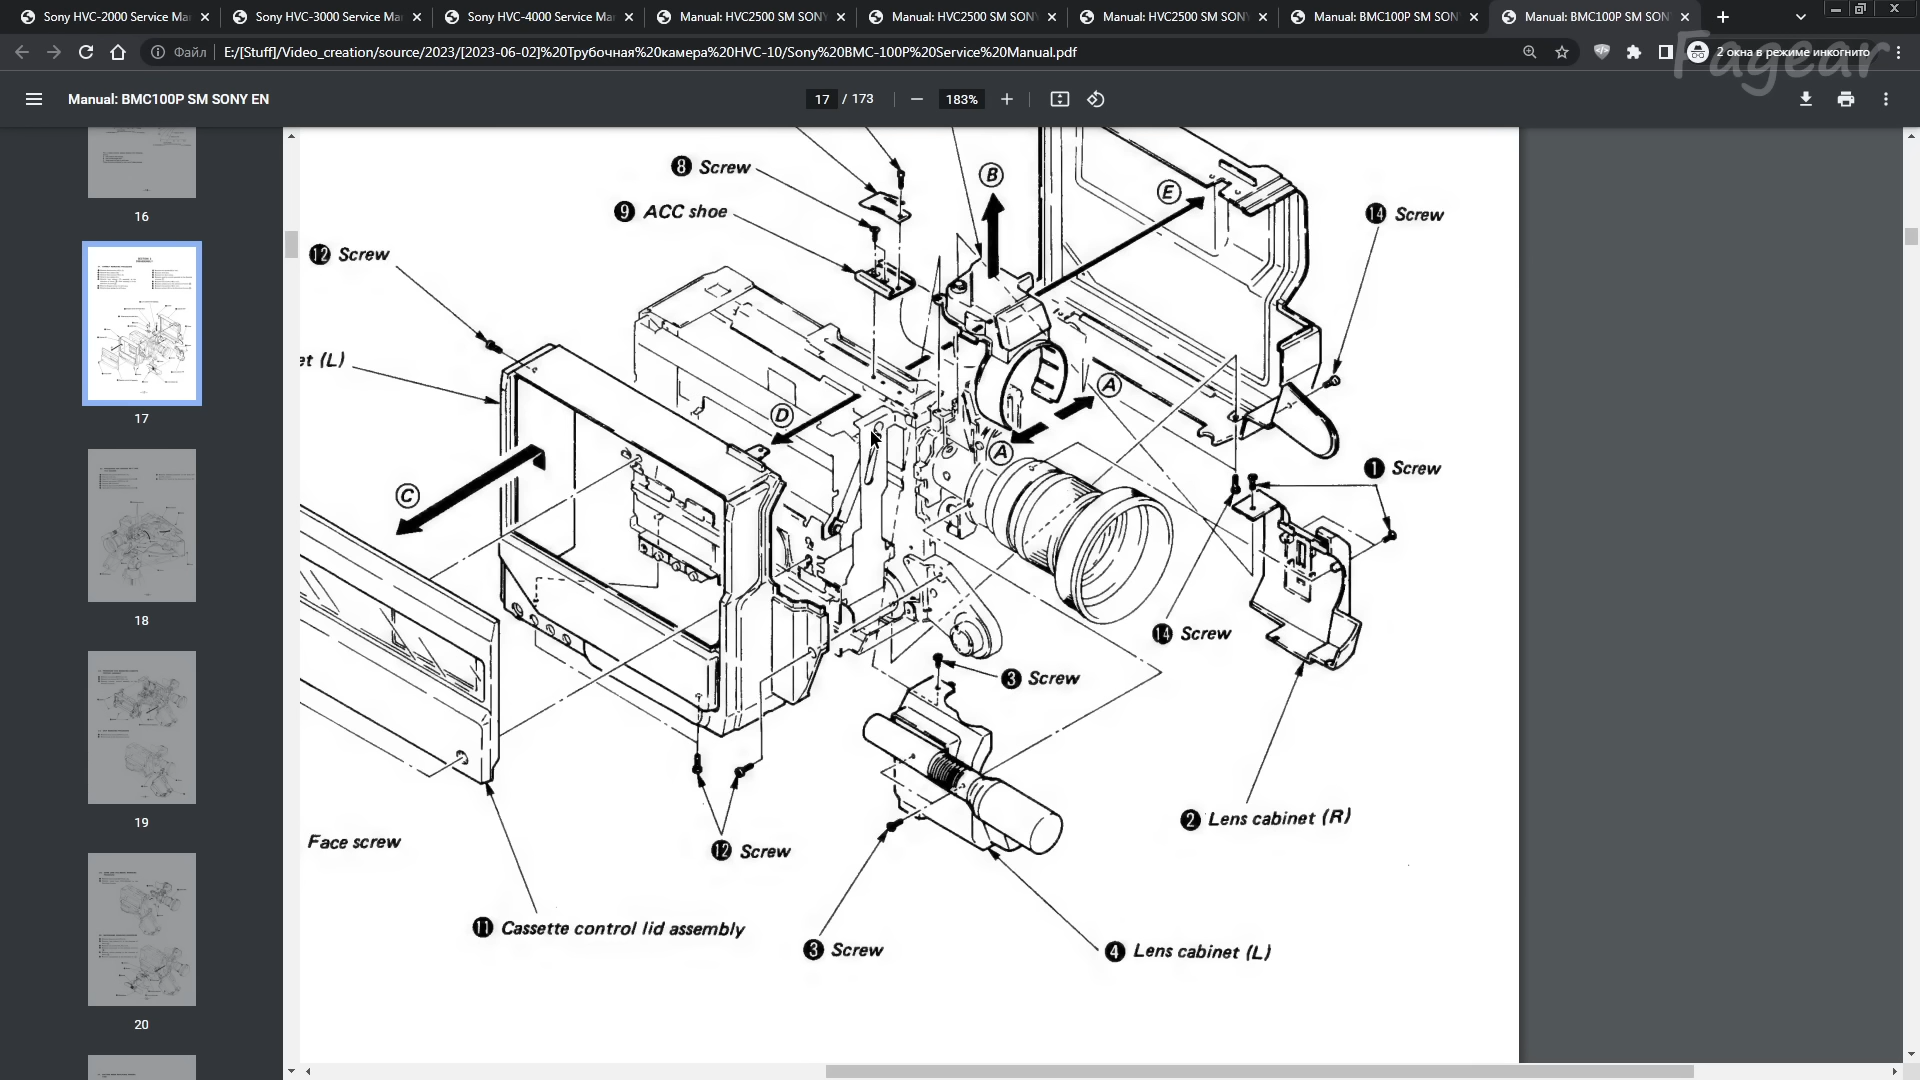 Sony HVC-2000 Service Ma
Sony HVC-3000 Service Ma
Sony HVC-4000 Service Ma
Manual: HVC2500 SM SON
Manual: HVC2500 SM SON
Manual: HVC2500 SM SON
Manual: BMC100P SM SON
Manual: BMC100P SM SON
Файл
E:/[Stuff]/Video_creation/source/2023/[2023-06-02]%20Трубочная%20камера%20HVC-10/Sony%20BMC-100P%20Service%20Manual.pdf
2 окна в режиме инкогнито
Fagear
Manual: BMC100P SM SONY EN
17 / 173
183%
16
17
18
19
20
8 Screw
9 ACC shoe
12 Screw
et (L)
B
E
14 Screw
D
A
A
C
1 Screw
14 Screw
3 Screw
2 Lens cabinet (R)
Face screw
12 Screw
11 Cassette control lid assembly
3 Screw
4 Lens cabinet (L)